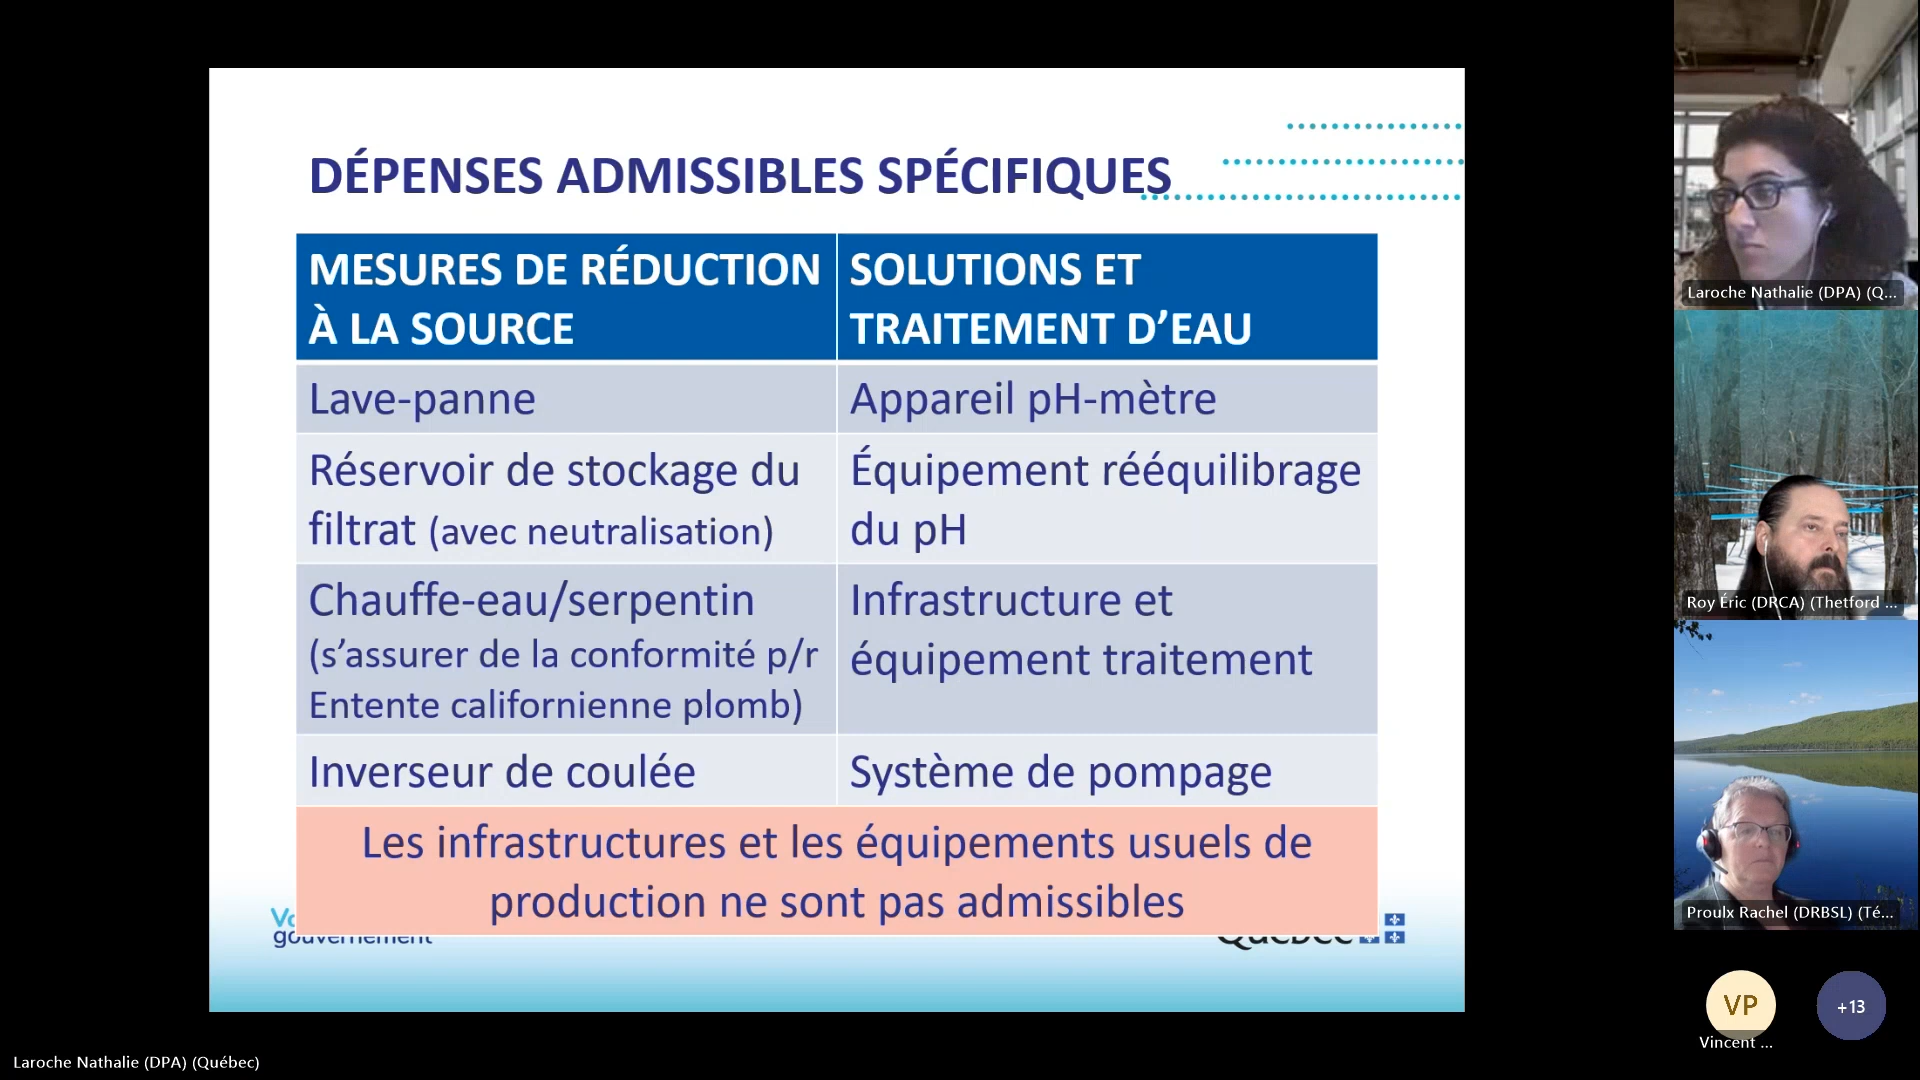 DÉPENSES ADMISSIBLES SPÉCIFIQUES
MESURES DE RÉDUCTION
À LA SOURCE
SOLUTIONS ET
TRAITEMENT D’EAU
Lave-panne
Appareil pH-mètre
Réservoir de stockage du
filtrat (avec neutralisation)
Équipement rééquilibrage
du pH
Chauffe-eau/serpentin
(s’assurer de la conformité p/r
Entente californienne plomb)
Infrastructure et
équipement traitement
Inverseur de coulée
Système de pompage
Les infrastructures et les équipements usuels de
production ne sont pas admissibles
gouvernement
Québec
Laroche Nathalie (DPA) (Q...
Roy Éric (DRCA) (Thetford ...
Proulx Rachel (DRBSL) (Té...
VP
Vincent ...
+13
Laroche Nathalie (DPA) (Québec)